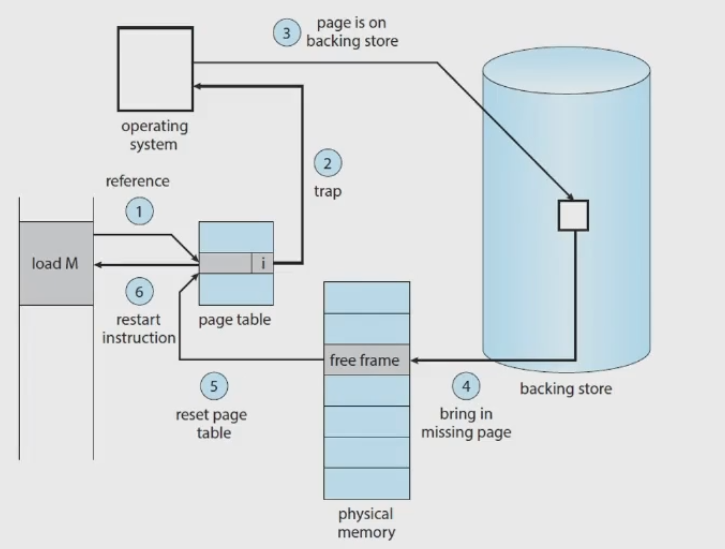 3
page is on
backing store
operating
system
reference
1
2
trap
load M
i
6
restart
instruction
page table
free frame
5
reset page
table
4
bring in
missing page
backing store
physical
memory